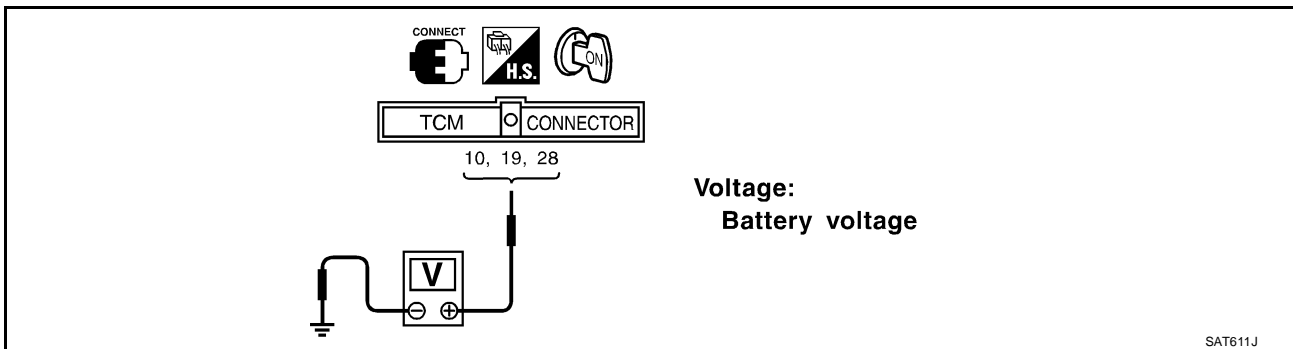 CONNECT
H.S.
ON
TCM CONNECTOR
10, 19, 28
Voltage:
Battery voltage
V
SAT611J